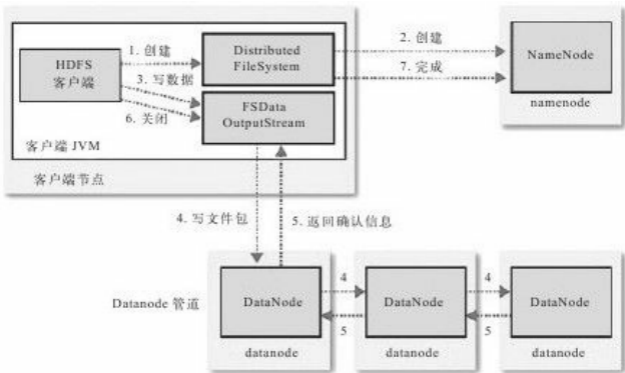 HDFS
客户端
1. 创建
3. 写数据
6. 关闭
Distributed
FileSystem
FSData
OutputStream
客户端 JVM
客户端节点
2. 创建
7. 完成
NameNode
namenode
4. 写文件包
5. 返回确认信息
Datanode 管道
DataNode
4
5
DataNode
4
5
DataNode
datanode
datanode
datanode